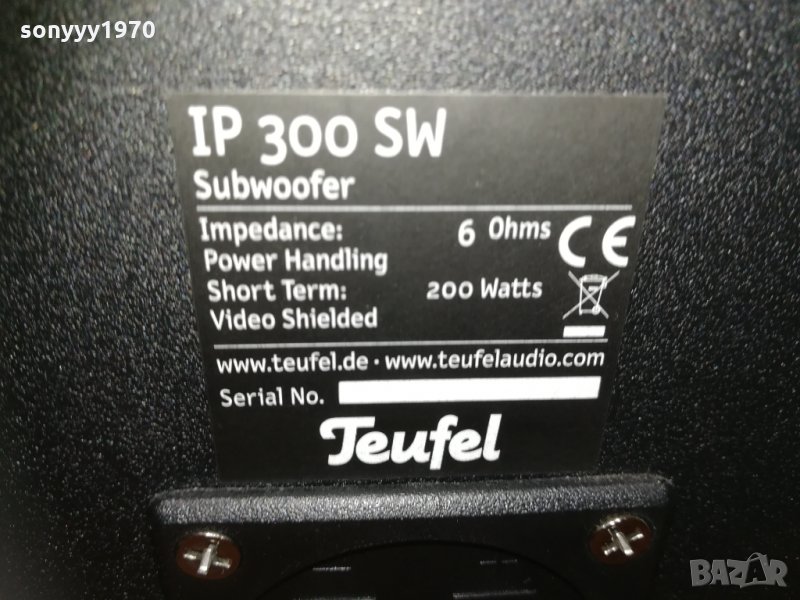 sonyyy1970
IP 300 SW
Subwoofer
Impedance: 6 Ohms CE
Power Handling
Short Term: 200 Watts
Video Shielded
www.teufel.de · www.teufelaudio.com
Serial No.
Teufel
BAZAR